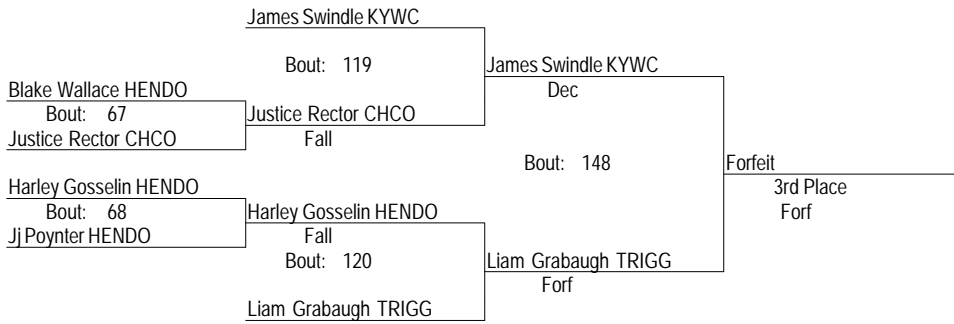 James Swindle KYWC
Bout: 119
James Swindle KYWC
Blake Wallace HENDO
Dec
Bout: 67
Justice Rector CHCO
Justice Rector CHCO
Fall
Bout: 148
Forfeit
Harley Gosselin HENDO
3rd Place
Bout: 68
Harley Gosselin HENDO
Forf
Jj Poynter HENDO
Fall
Bout: 120
Liam Grabaugh TRIGG
Forf
Liam Grabaugh TRIGG